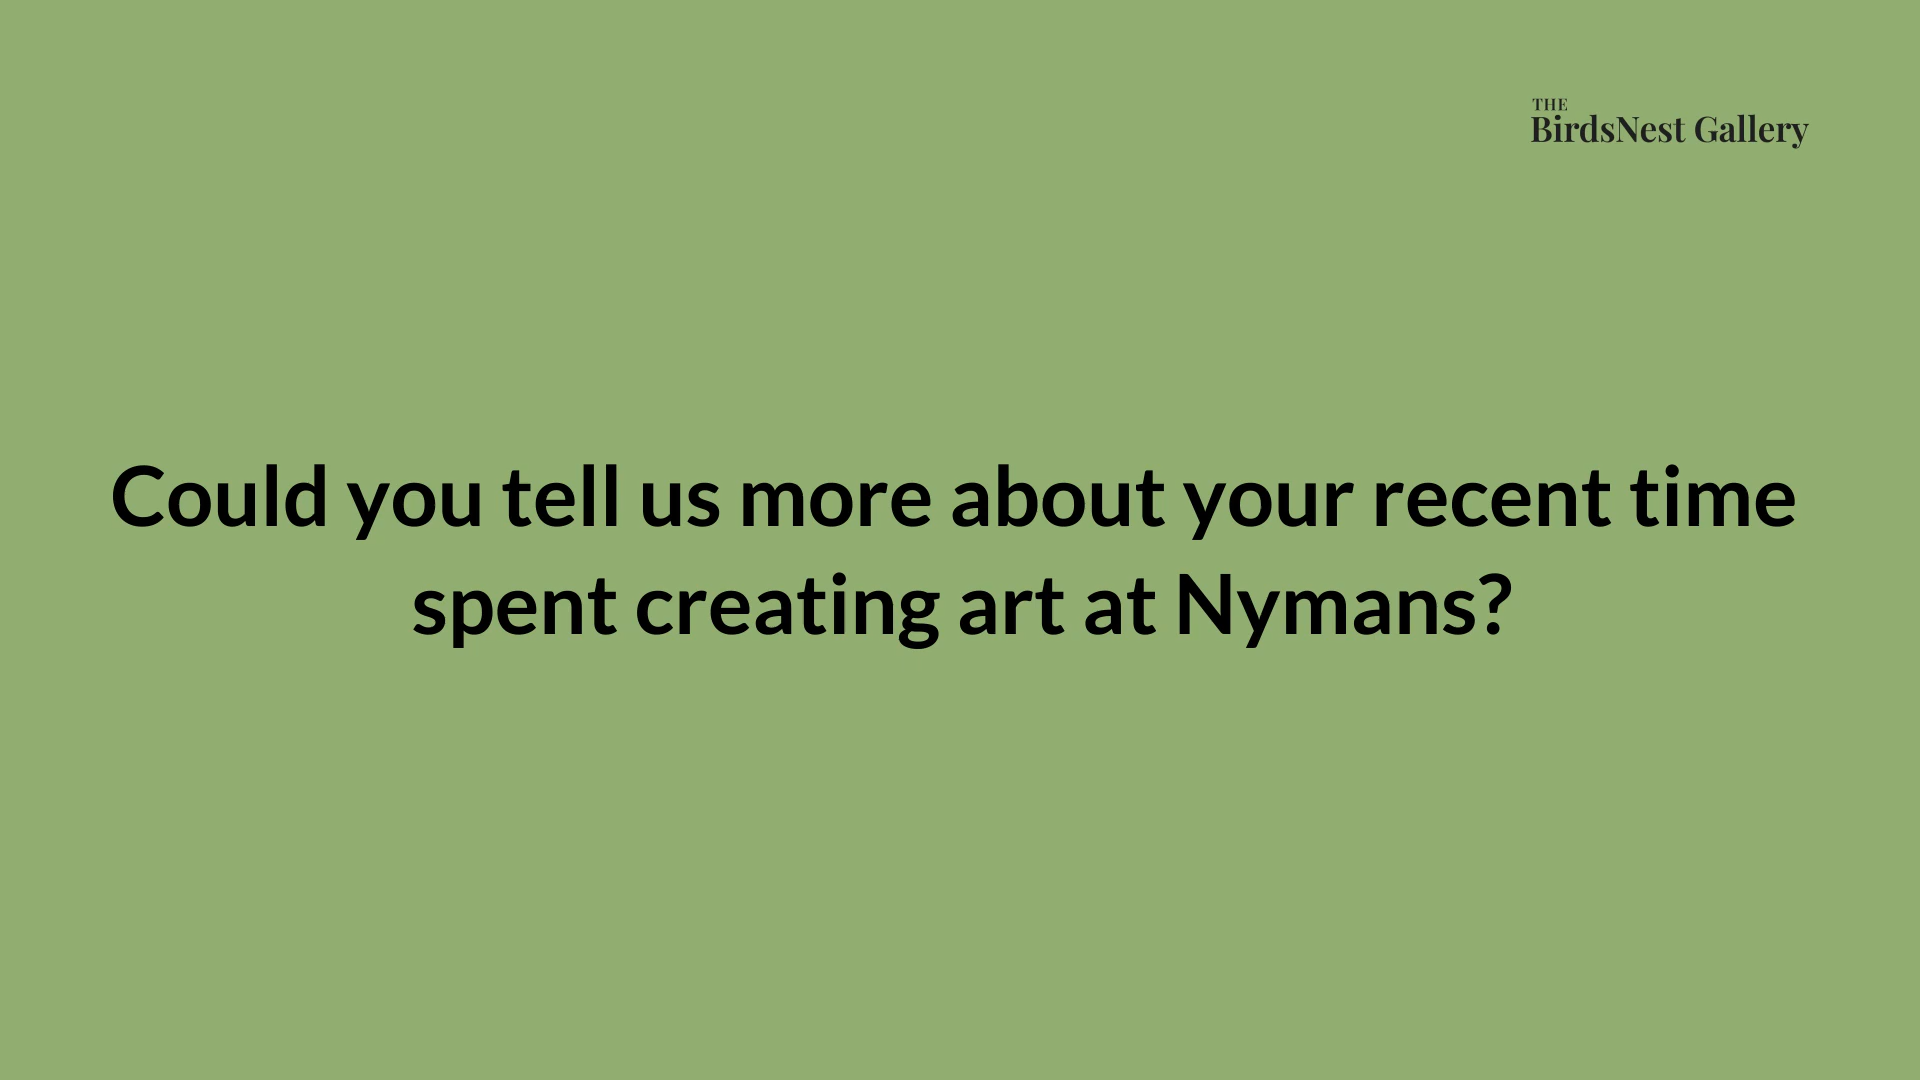 THE
BirdsNest Gallery
Could you tell us more about your recent time
spent creating art at Nymans?